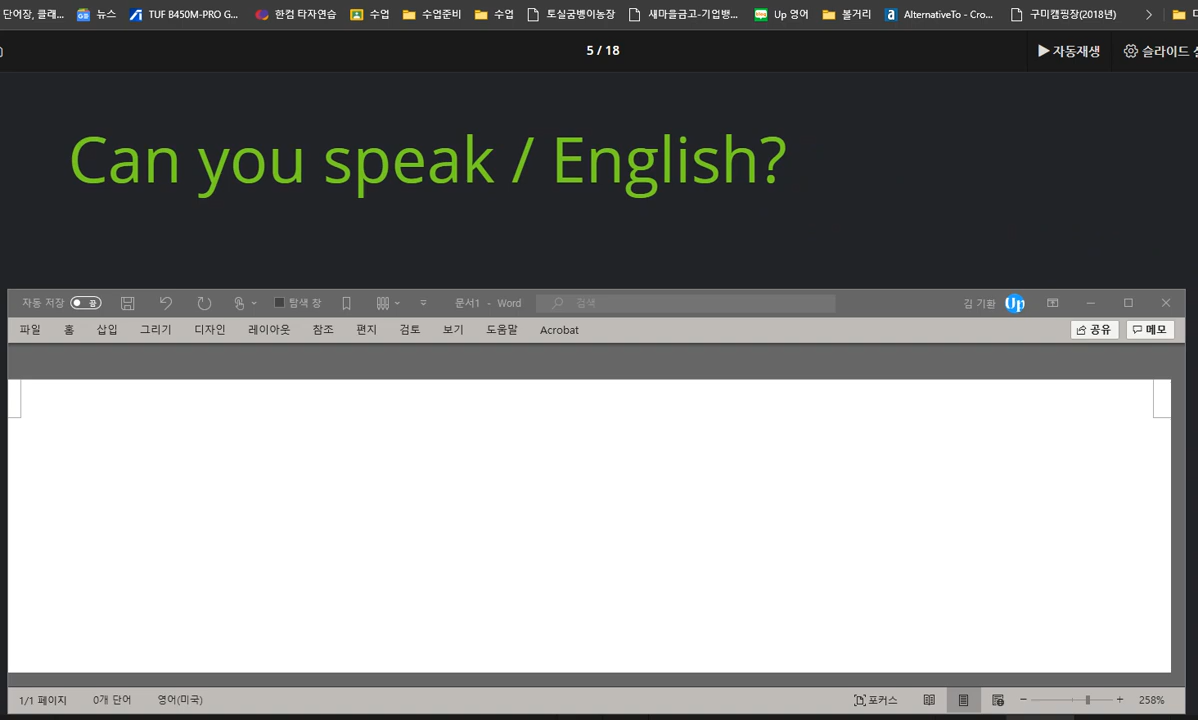 단어장, 클래... 뉴스 TUF B450M-PRO G... 한컴 타자연습 수업 수업준비 수업 토실굼벵이농장 새마을금고-기업뱅... Up 영어 볼거리 AlternativeTo - Cro... 구미캠핑장(2018년)
5 / 18 자동재생 슬라이드
Can you speak / English?
자동 저장 끔 탐색 창 문서1 - Word 검색 김 기환 Up
파일 홈 삽입 그리기 디자인 레이아웃 참조 편지 검토 보기 도움말 Acrobat 공유 메모
1/1 페이지 0개 단어 영어(미국) 포커스 258%